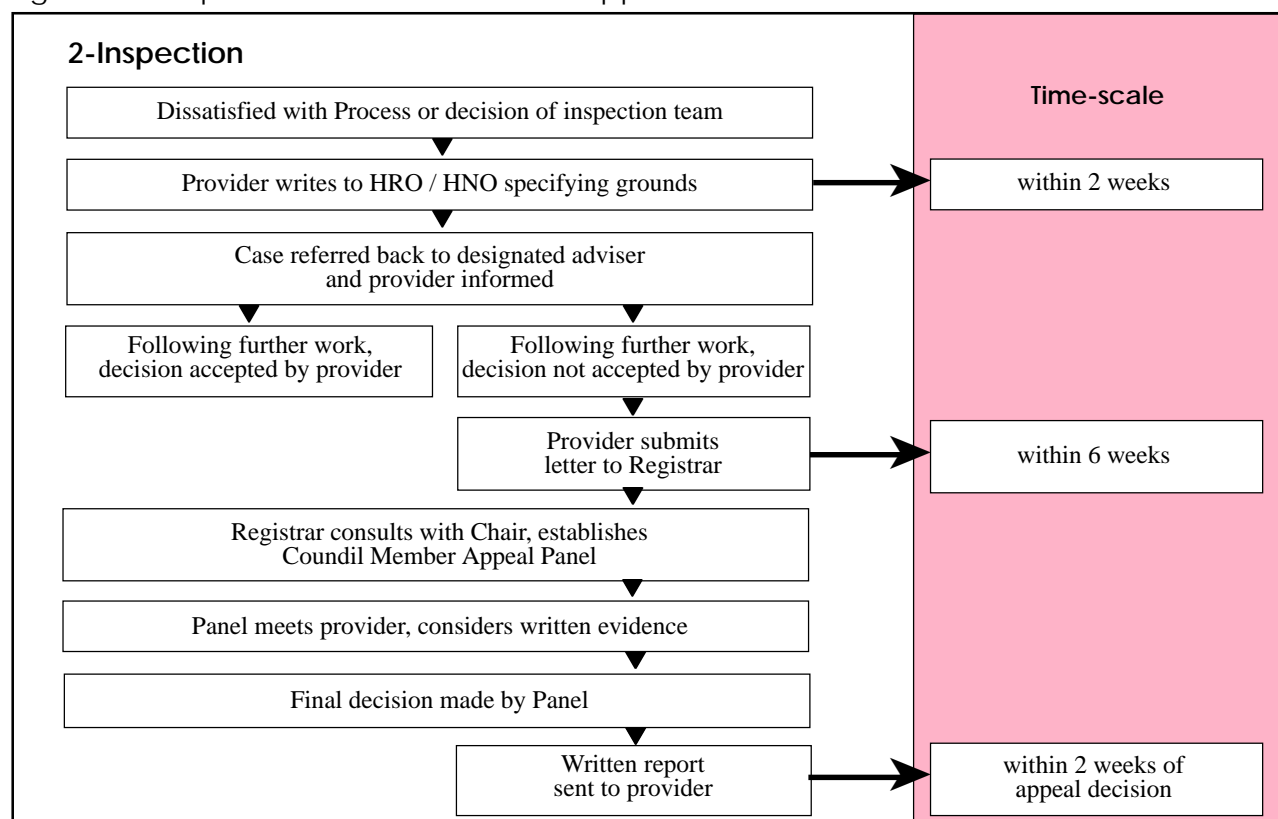 2-Inspection
Time-scale
Dissatisfied with Process or decision of inspection team
Provider writes to HRO / HNO specifying grounds
within 2 weeks
Case referred back to designated adviser
and provider informed
Following further work,
decision accepted by provider
Following further work,
decision not accepted by provider
Provider submits
letter to Registrar
within 6 weeks
Registrar consults with Chair, establishes
Coundil Member Appeal Panel
Panel meets provider, considers written evidence
Final decision made by Panel
Written report
sent to provider
within 2 weeks of
appeal decision